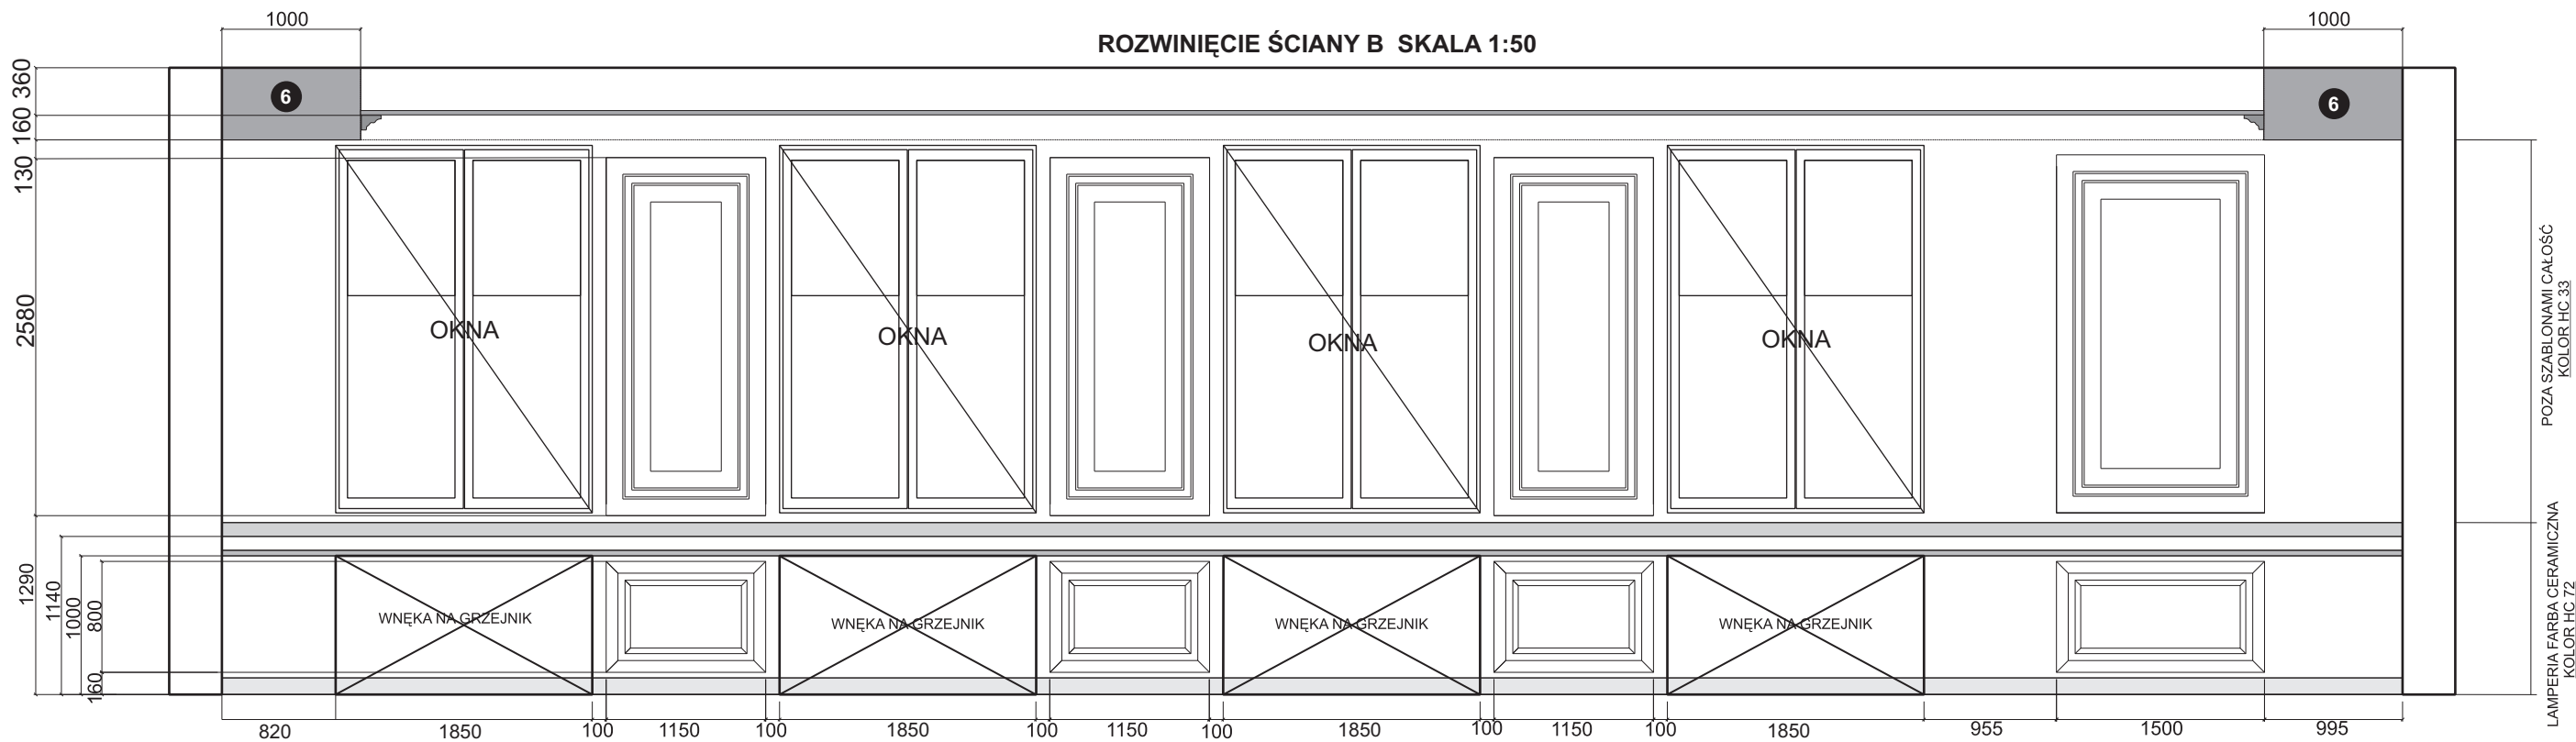 1000
1000
ROZWINIĘCIE ŚCIANY B SKALA 1:50
360
160
130
2580
1290
1140
1000
800
160
6
6
OKNA
OKNA
OKNA
OKNA
WNĘKA NA GRZEJNIK
WNĘKA NA GRZEJNIK
WNĘKA NA GRZEJNIK
WNĘKA NA GRZEJNIK
POZA SZABLONAMI CAŁOŚĆ
KOLOR HC 33
LAMPERIA FARBA CERAMICZNA
KOLOR HC 72
820 1850 100 1150 100 1850 100 1150 100 1850 100 1150 100 1850 955 1500 995